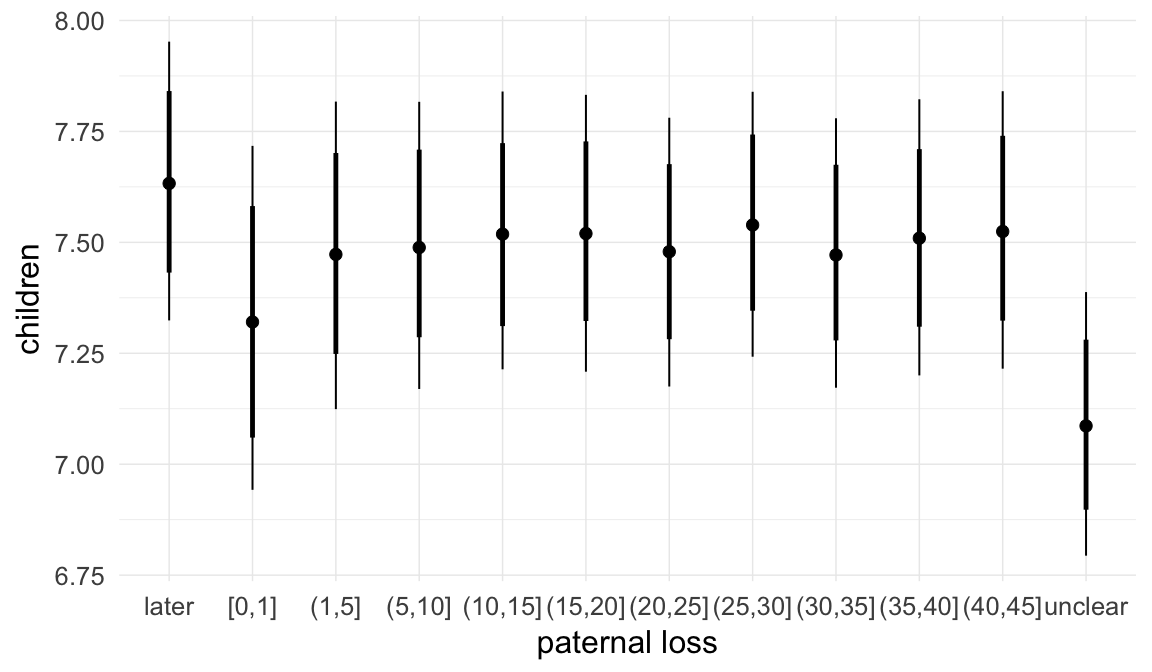 8.00
7.75
7.50
7.25
7.00
6.75
children
later [0,1] (1,5] (5,10] (10,15] (15,20] (20,25] (25,30] (30,35] (35,40] (40,45] unclear
paternal loss